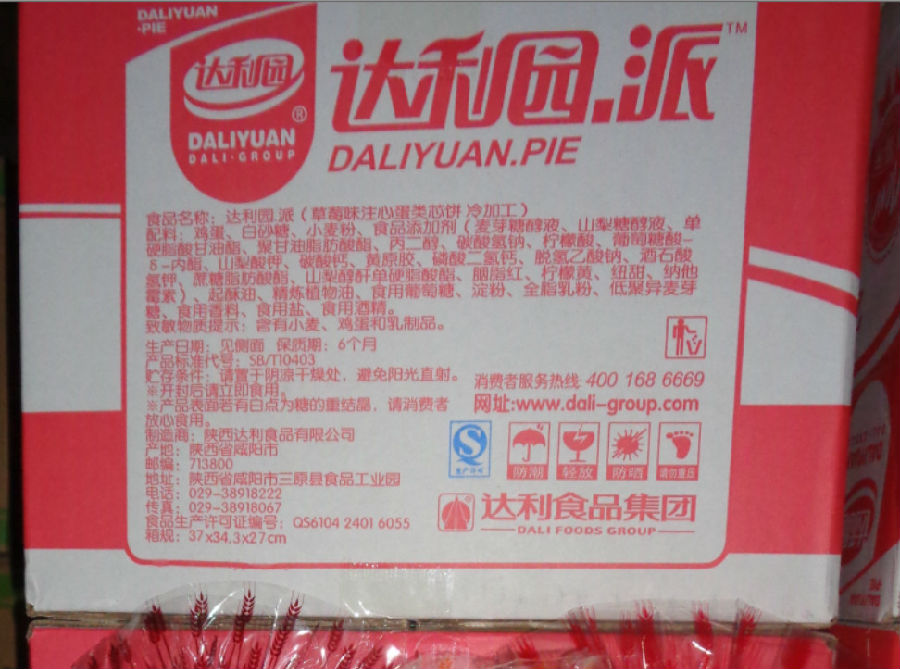 DALIYUAN
-PIE
达利园
®
DALIYUAN
DALI·GROUP
达利园.派™
DALIYUAN.PIE
食品名称：达利园.派（草莓味注心蛋类芯饼 冷加工）
配料：鸡蛋、白砂糖、小麦粉、食品添加剂（麦芽糖醇液、山梨糖醇液、单
硬脂酸甘油酯、聚甘油脂肪酸酯、丙二醇、碳酸氢钠、柠檬酸、葡萄糖酸-
δ-内酯、山梨酸钾、碳酸钙、黄原胶、磷酸二氢钙、脱氢乙酸钠、酒石酸
氢钾、蔗糖脂肪酸酯、山梨醇酐单硬脂酸酯、胭脂红、柠檬黄、纽甜、纳他
霉素）、起酥油、精炼植物油、食用葡萄糖、淀粉、全脂乳粉、低聚异麦芽
糖、食用香料、食用盐、食用酒精。
致敏物质提示：含有小麦、鸡蛋和乳制品。
生产日期：见侧面 保质期：6个月
产品标准代号：SB/T10403
贮存条件：请置于阴凉干燥处，避免阳光直射。
※开封后请立即食用。
※产品表面若有白点为糖的重结晶，请消费者
放心食用。
制造商：陕西达利食品有限公司
产地：陕西省咸阳市
邮编：713800
地址：陕西省咸阳市三原县食品工业园
电话：029-38918222
传真：029-38918067
食品生产许可证编号：QS6104 2401 6055
箱规：37x34.3x27cm
消费者服务热线 400 168 6669
网址:www.dali-group.com
QS
生产许可
防潮
轻放
防晒
请勿重压
达利食品集团
DALI FOODS GROUP